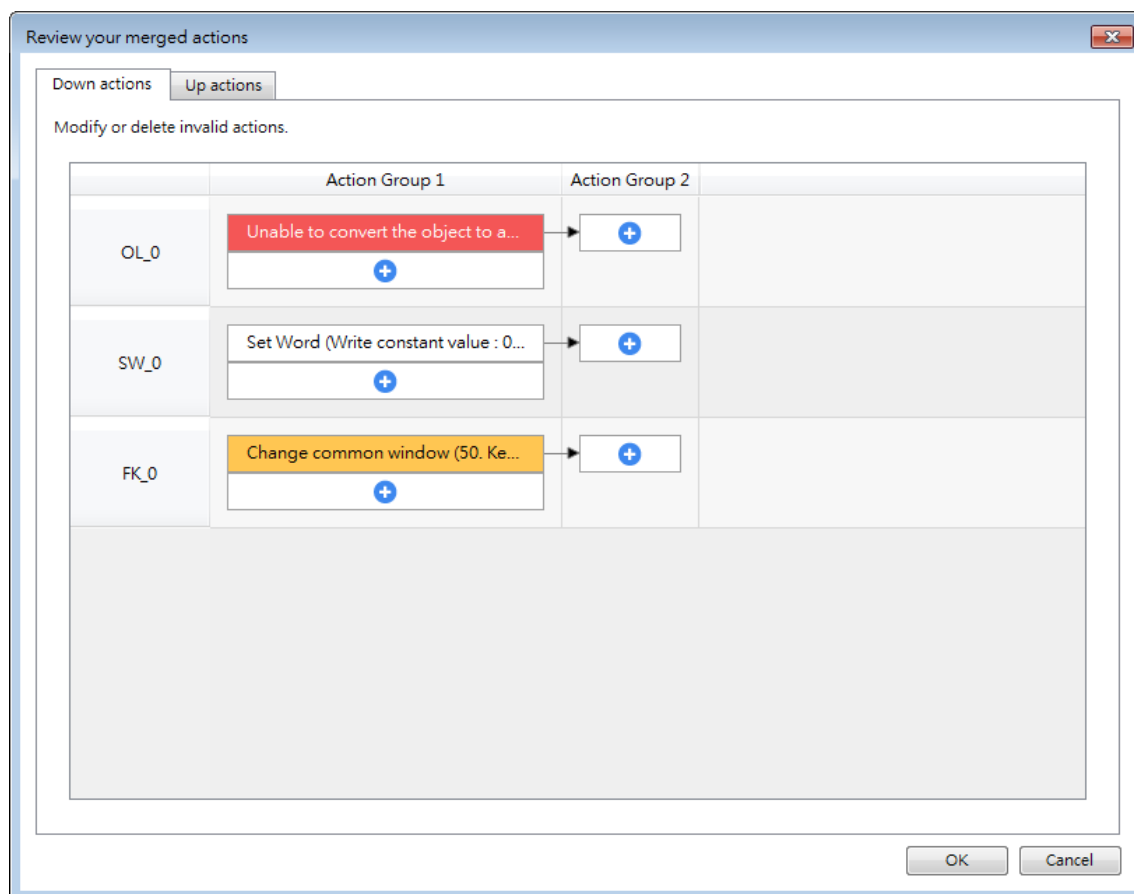 Review your merged actions
Down actions
Up actions
Modify or delete invalid actions.
Action Group 1
Action Group 2
OL_0
Unable to convert the object to a...
SW_0
Set Word (Write constant value : 0...
FK_0
Change common window (50. Ke...
OK
Cancel